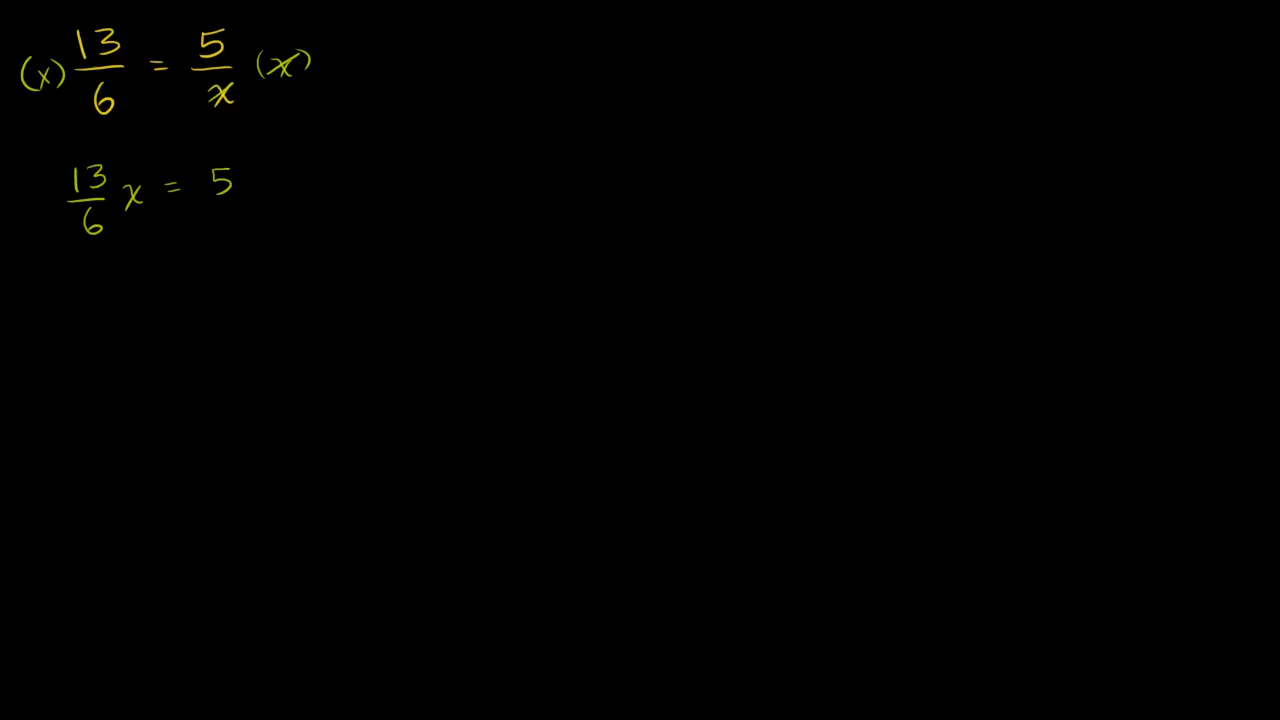 (x) 13/6 = 5/x (x)
13/6 x = 5